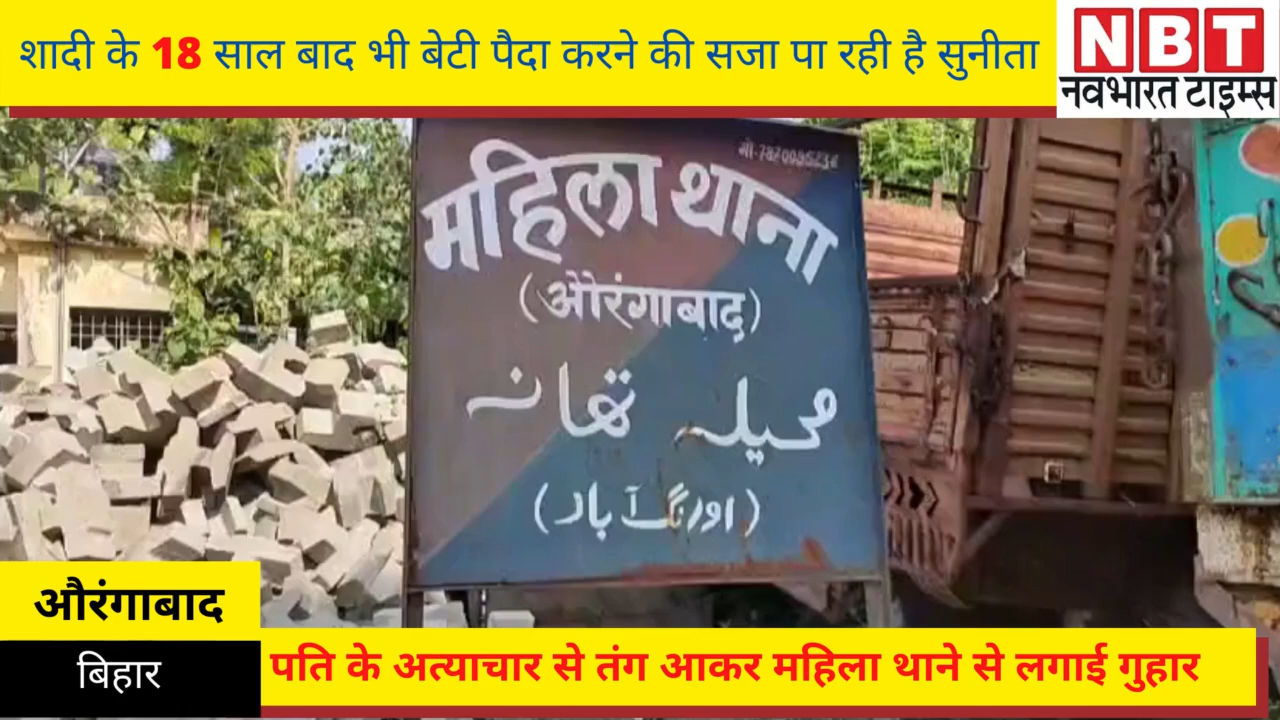 शादी के 18 साल बाद भी बेटी पैदा करने की सजा पा रही है सुनीता
NBT
नवभारत टाइम्स
महिला थाना
(औरंगाबाद)
محیلہ تھانہ
(اورنگ آباد)
औरंगाबाद
बिहार
पति के अत्याचार से तंग आकर महिला थाने से लगाई गुहार